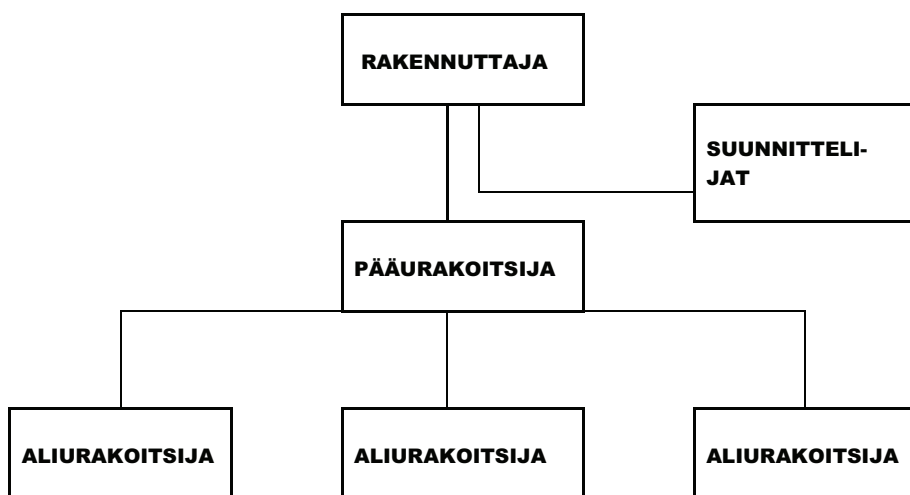 RAKENNUTTAJA
SUUNNITTELI-
JAT
PÄÄURAKOITSIJA
ALIURAKOITSIJA
ALIURAKOITSIJA
ALIURAKOITSIJA